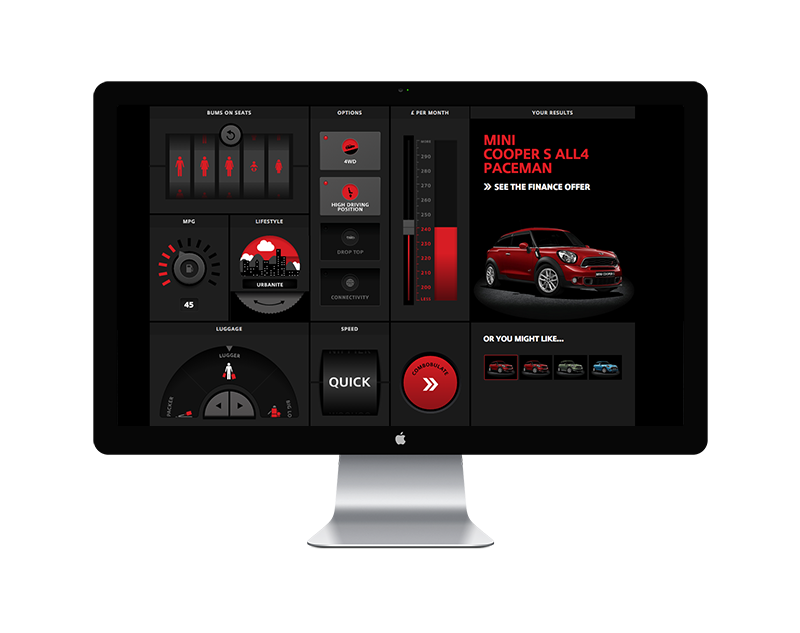 BUMS ON SEATS
OPTIONS
£ PER MONTH
YOUR RESULTS
4WD
HIGH DRIVING
POSITION
DROP TOP
CONNECTIVITY
MORE
290
280
270
260
250
240
230
220
210
200
LESS
MINI
COOPER S ALL4
PACEMAN
SEE THE FINANCE OFFER
MPG
45
LIFESTYLE
URBANITE
LUGGAGE
LUGGER
PACKER
BIG LO
SPEED
QUICK
COMBOBULATE
OR YOU MIGHT LIKE...